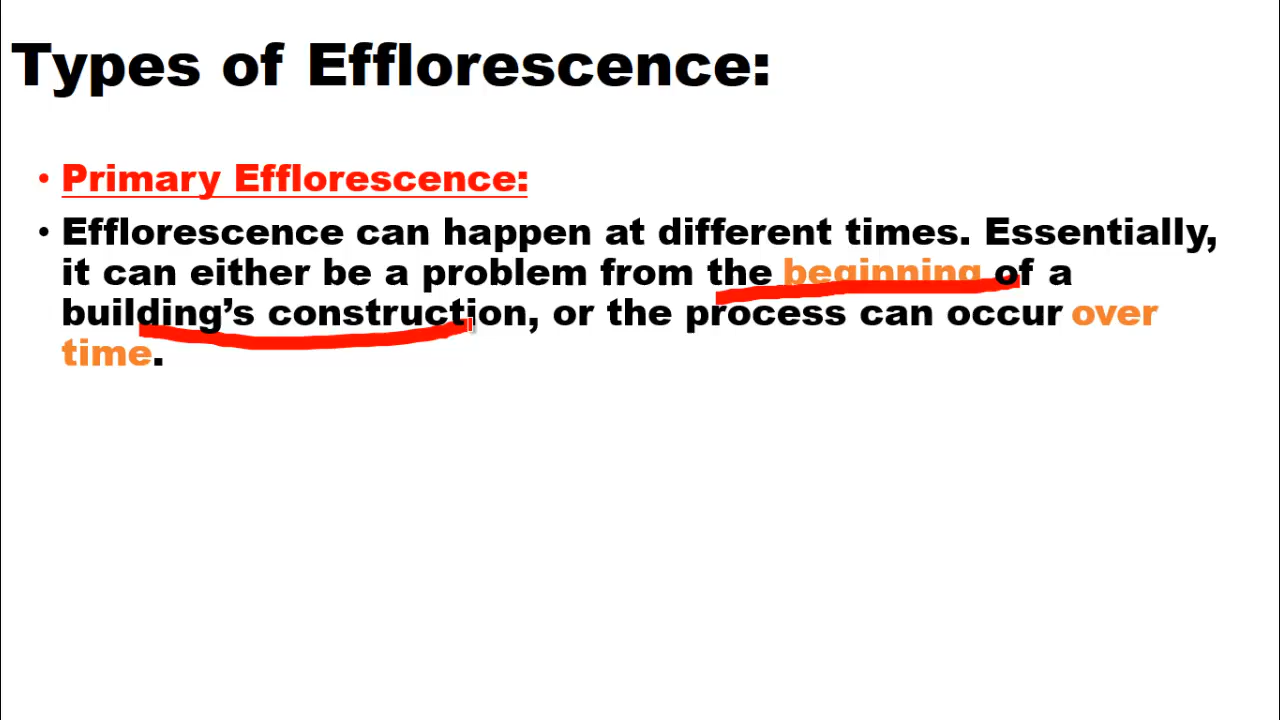 Types of Efflorescence:
• Primary Efflorescence:
• Efflorescence can happen at different times. Essentially,
it can either be a problem from the beginning of a
building’s construction, or the process can occur over
time.